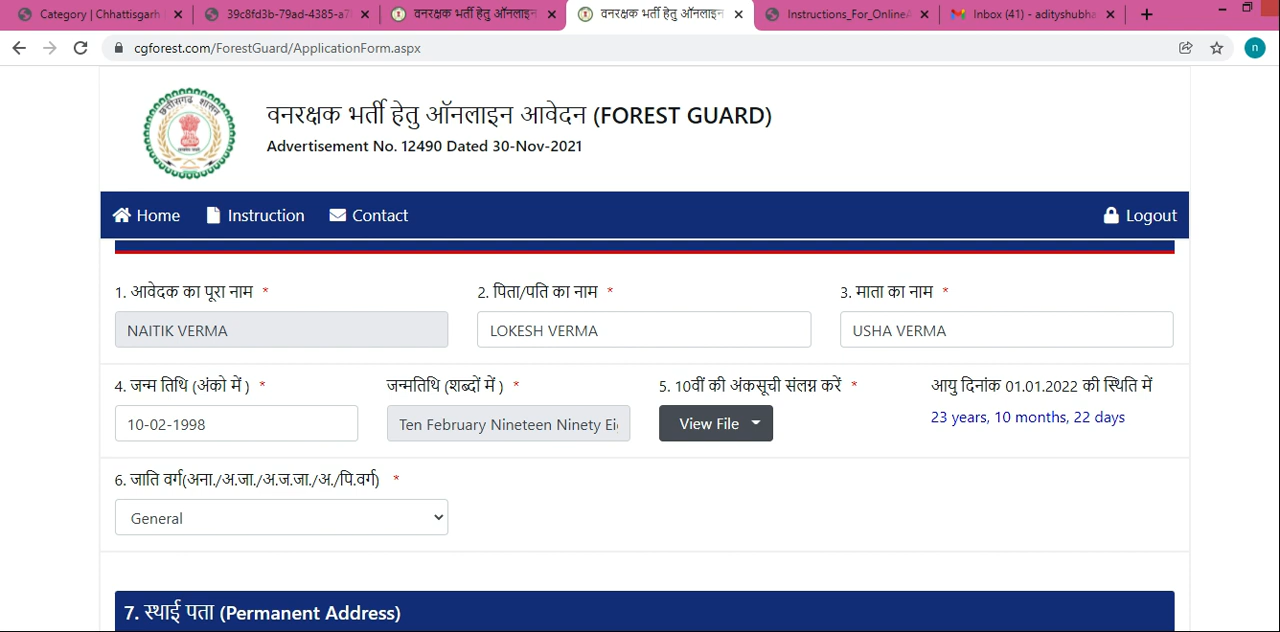 Category | Chhattisgarh
39c8fd3b-79ad-4385-a7
वनरक्षक भर्ती हेतु ऑनलाइन
वनरक्षक भर्ती हेतु ऑनलाइन
Instructions_For_OnlineA
Inbox (41) - adityshubha
cgforest.com/ForestGuard/ApplicationForm.aspx
n
छत्तीसगढ़ शासन
वनरक्षक भर्ती हेतु ऑनलाइन आवेदन (FOREST GUARD)
Advertisement No. 12490 Dated 30-Nov-2021
Home Instruction Contact Logout
1. आवेदक का पूरा नाम * 2. पिता/पति का नाम * 3. माता का नाम *
NAITIK VERMA LOKESH VERMA USHA VERMA
4. जन्म तिथि (अंको में ) * जन्मतिथि (शब्दों में ) * 5. 10वीं की अंकसूची संलग्न करें * आयु दिनांक 01.01.2022 की स्थिति में
10-02-1998 Ten February Nineteen Ninety Ei View File 23 years, 10 months, 22 days
6. जाति वर्ग(अना./अ.जा./अ.ज.जा./अ./पि.वर्ग) *
General
7. स्थाई पता (Permanent Address)